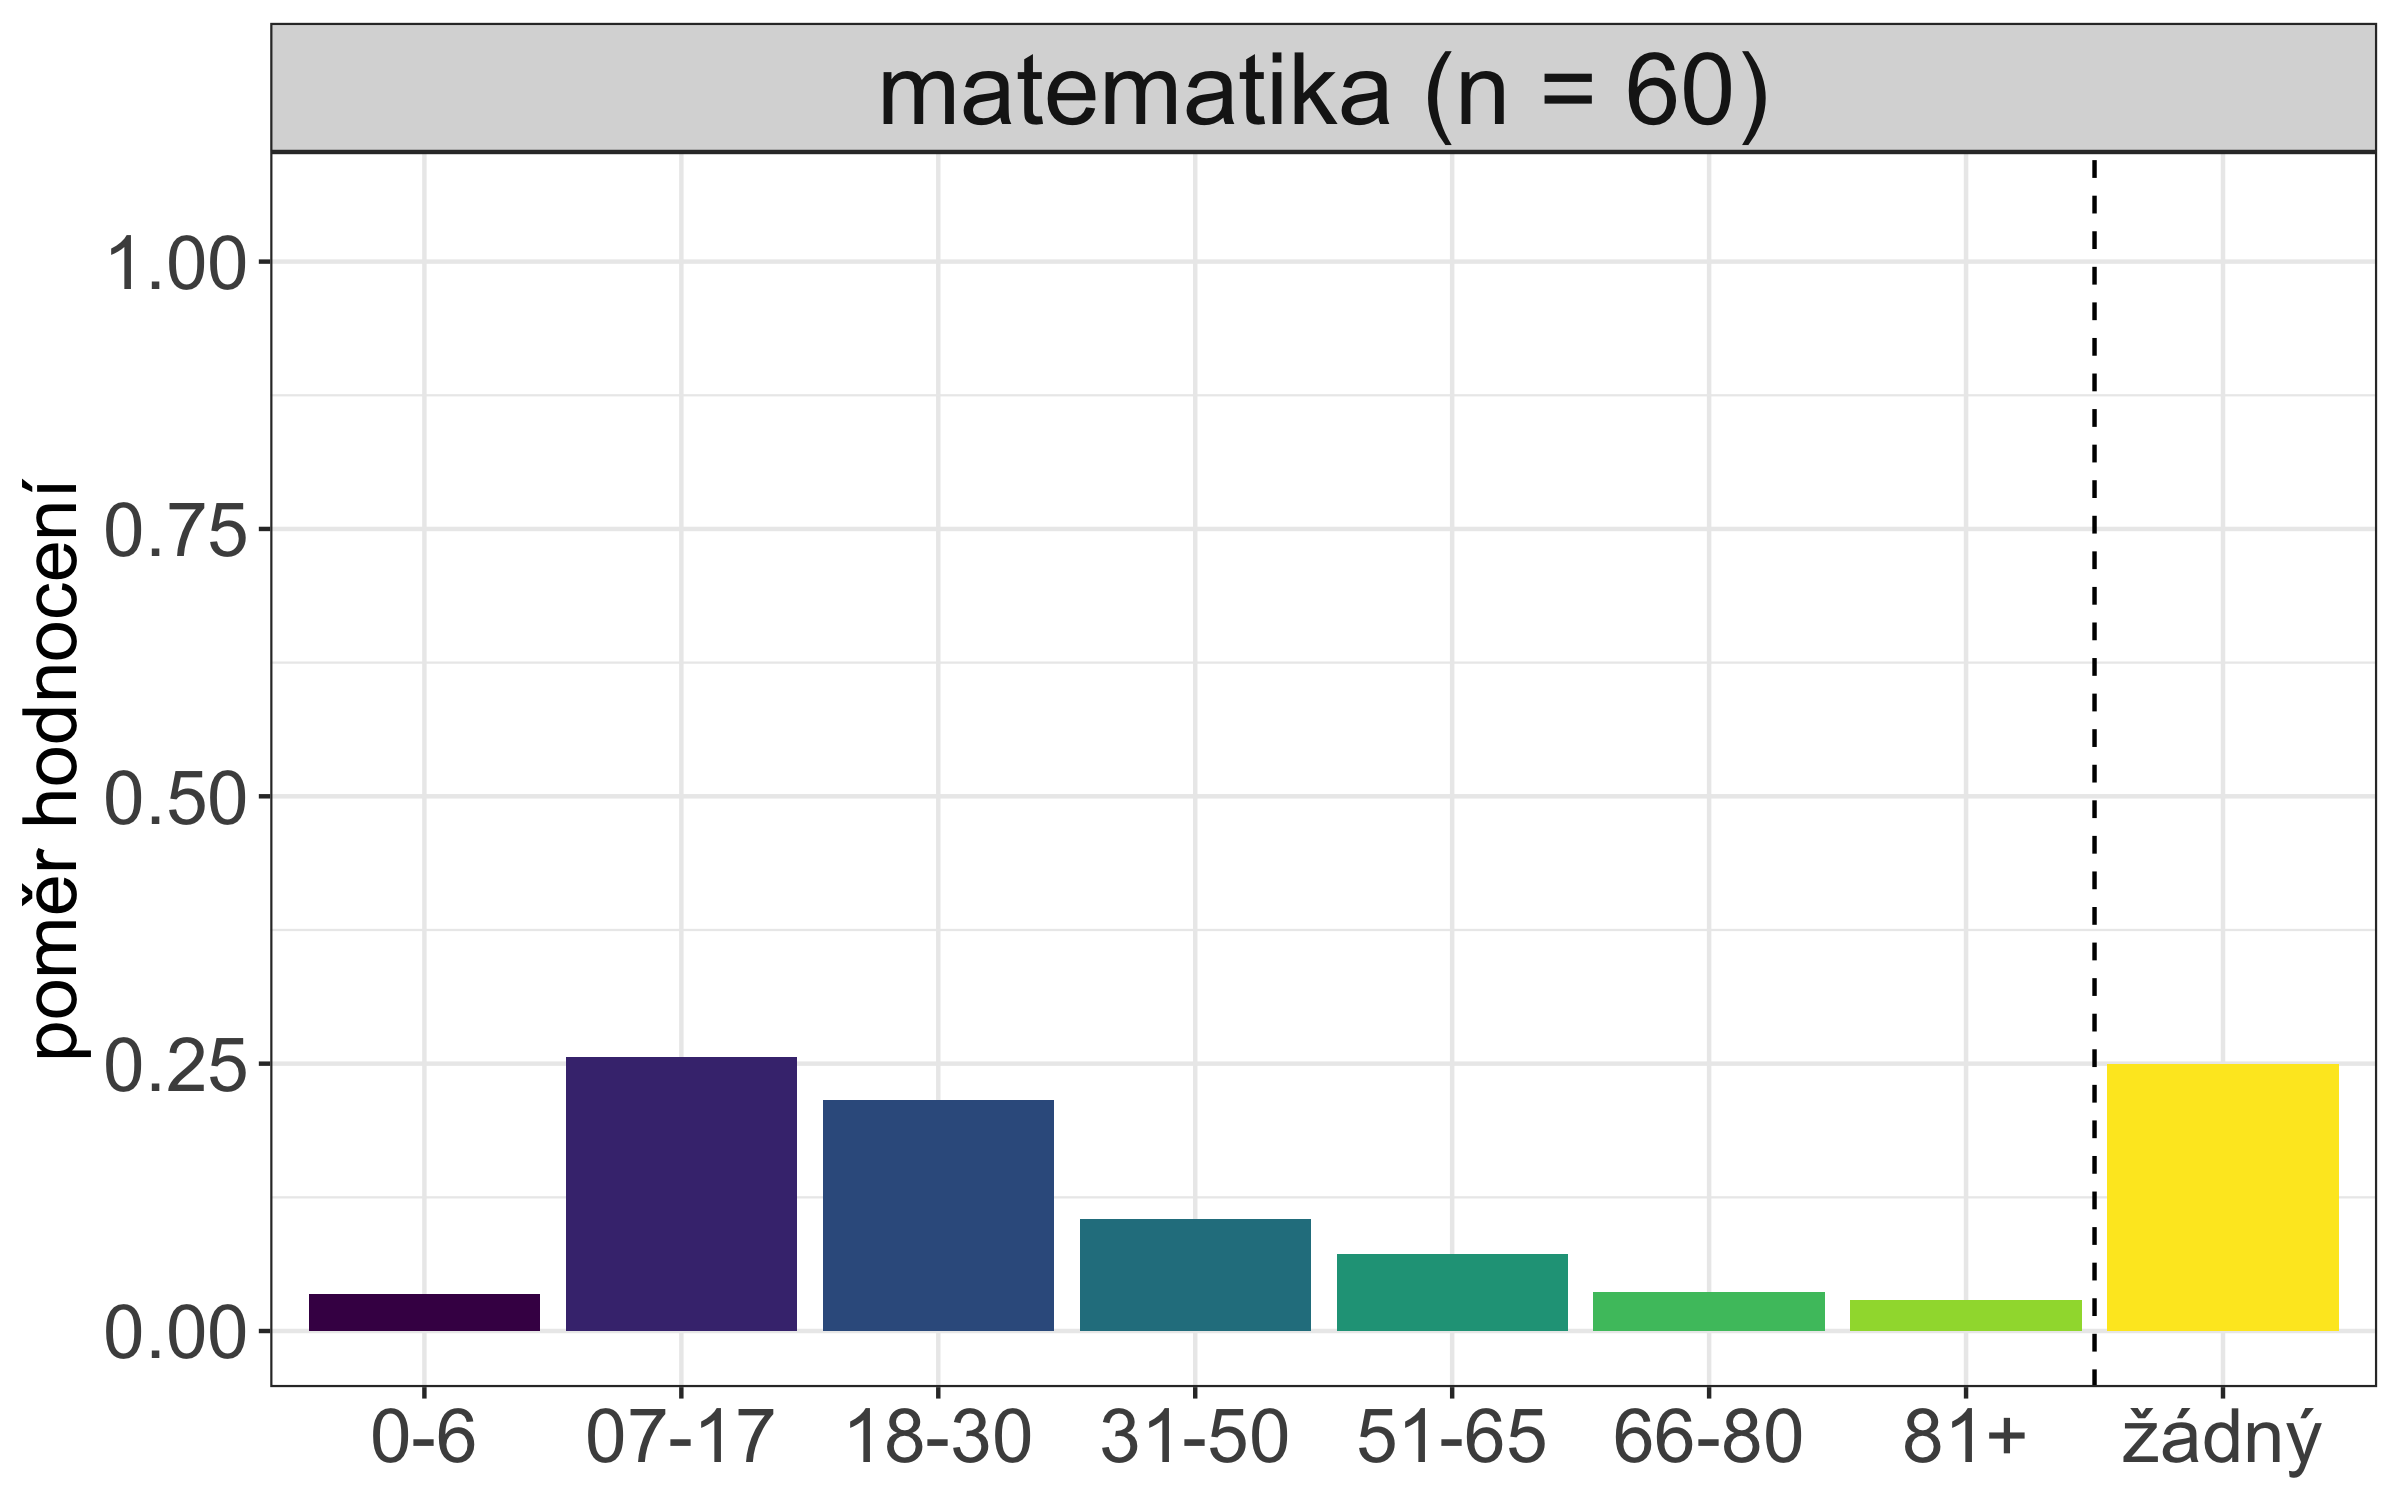 matematika (n = 60)
poměr hodnocení
1.00
0.75
0.50
0.25
0.00
0-6 07-17 18-30 31-50 51-65 66-80 81+ žádný